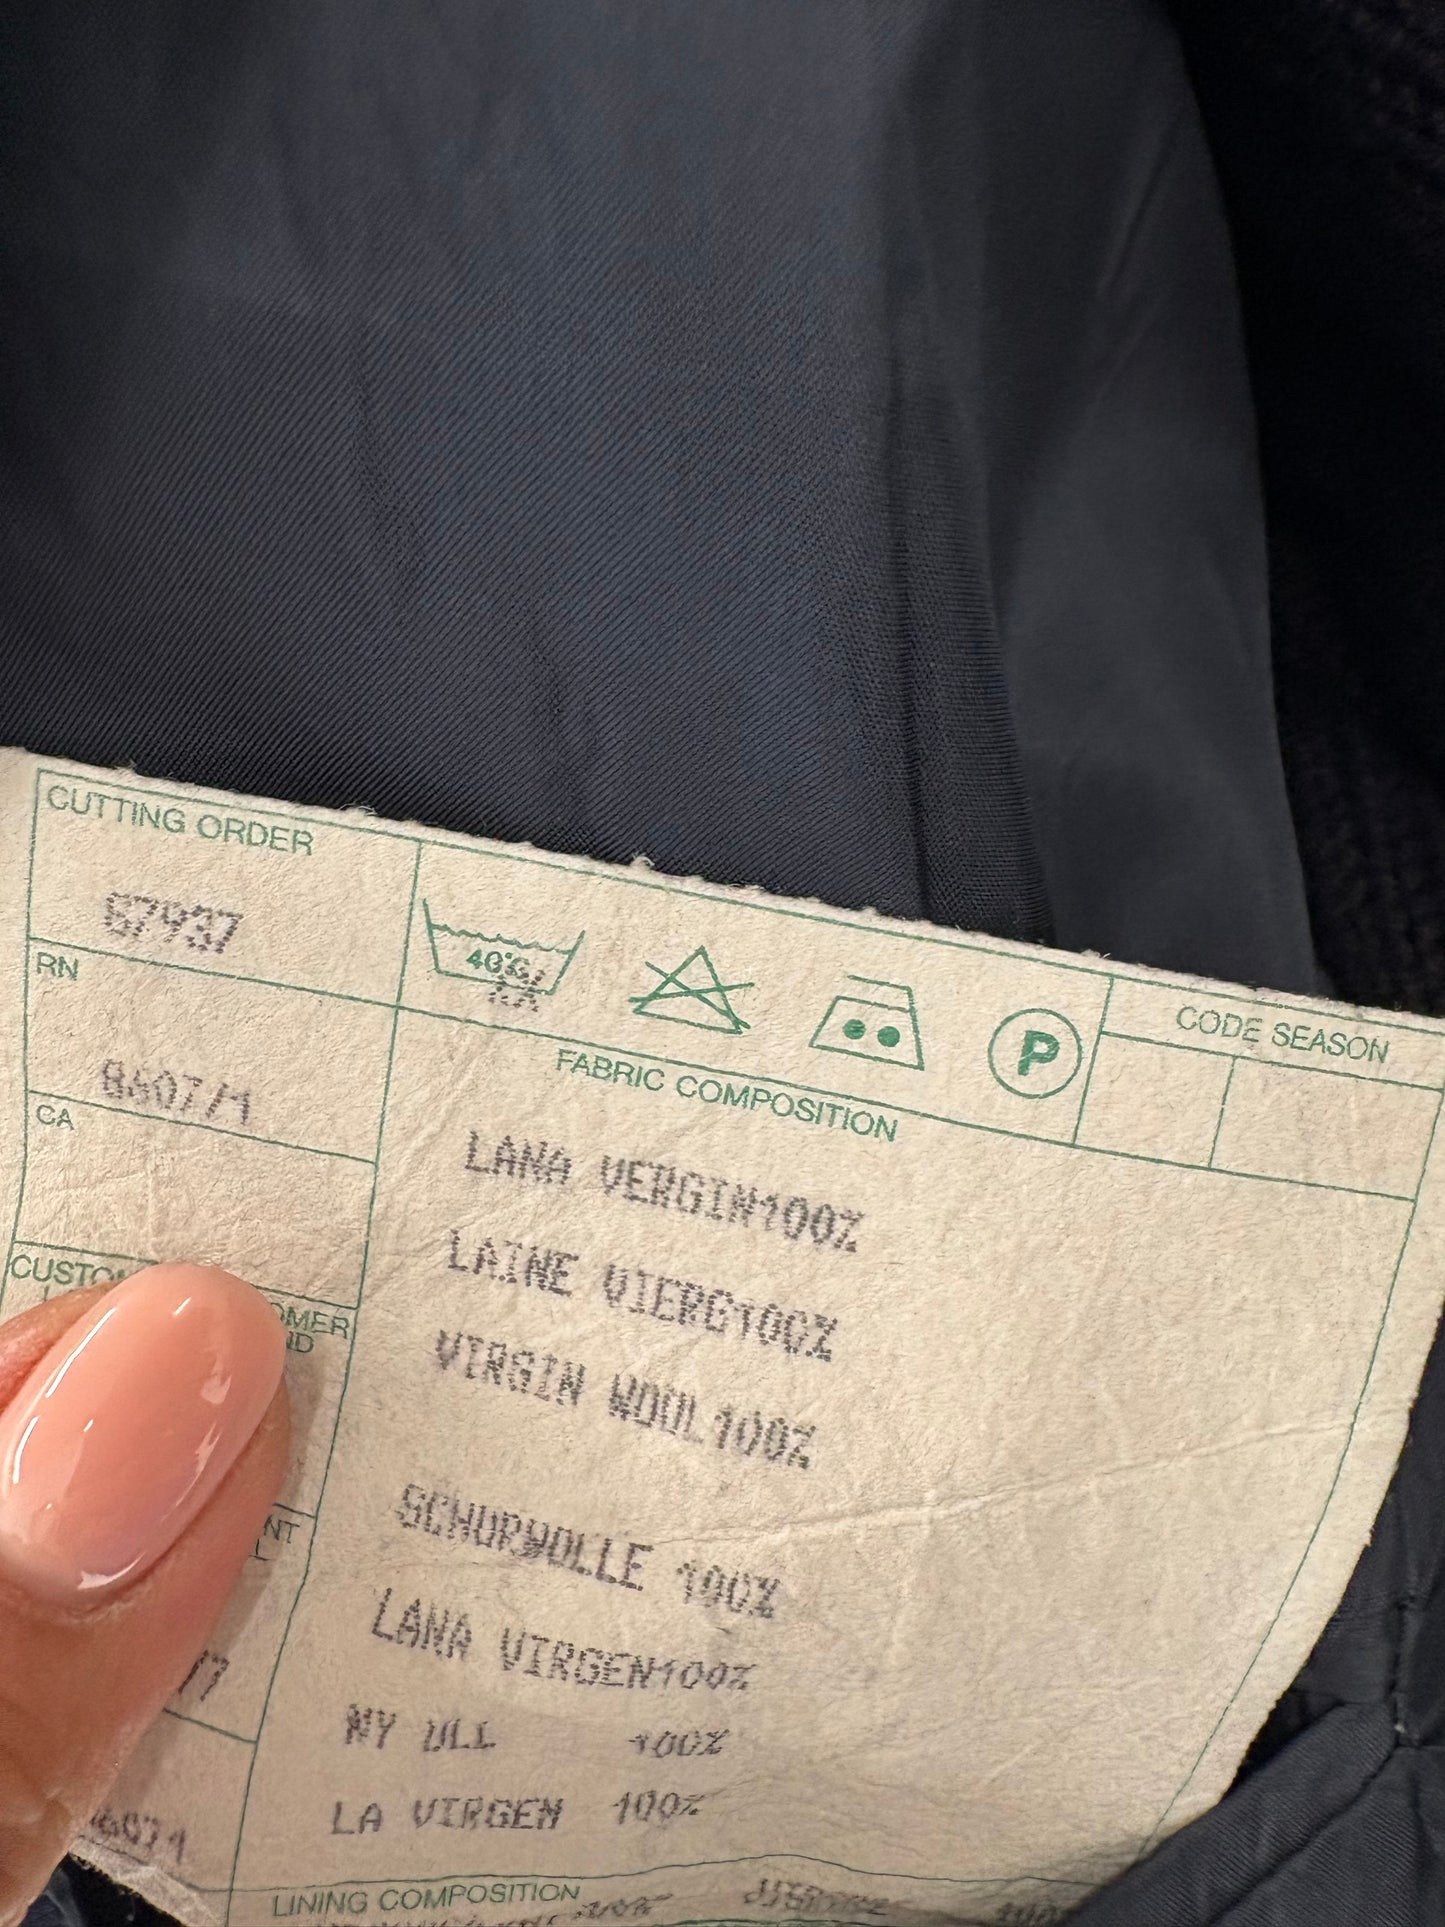 CUTTING ORDER
67937
40°C
P
CODE SEASON
RN
8607/1
FABRIC COMPOSITION
CA
LANA VERGIN100%
LAINE VIERG100%
VIRGIN WOOL100%
SCHURWOLLE 100%
LANA VIRGEN100%
NY ULL 100%
LA VIRGEN 100%
LINING COMPOSITION